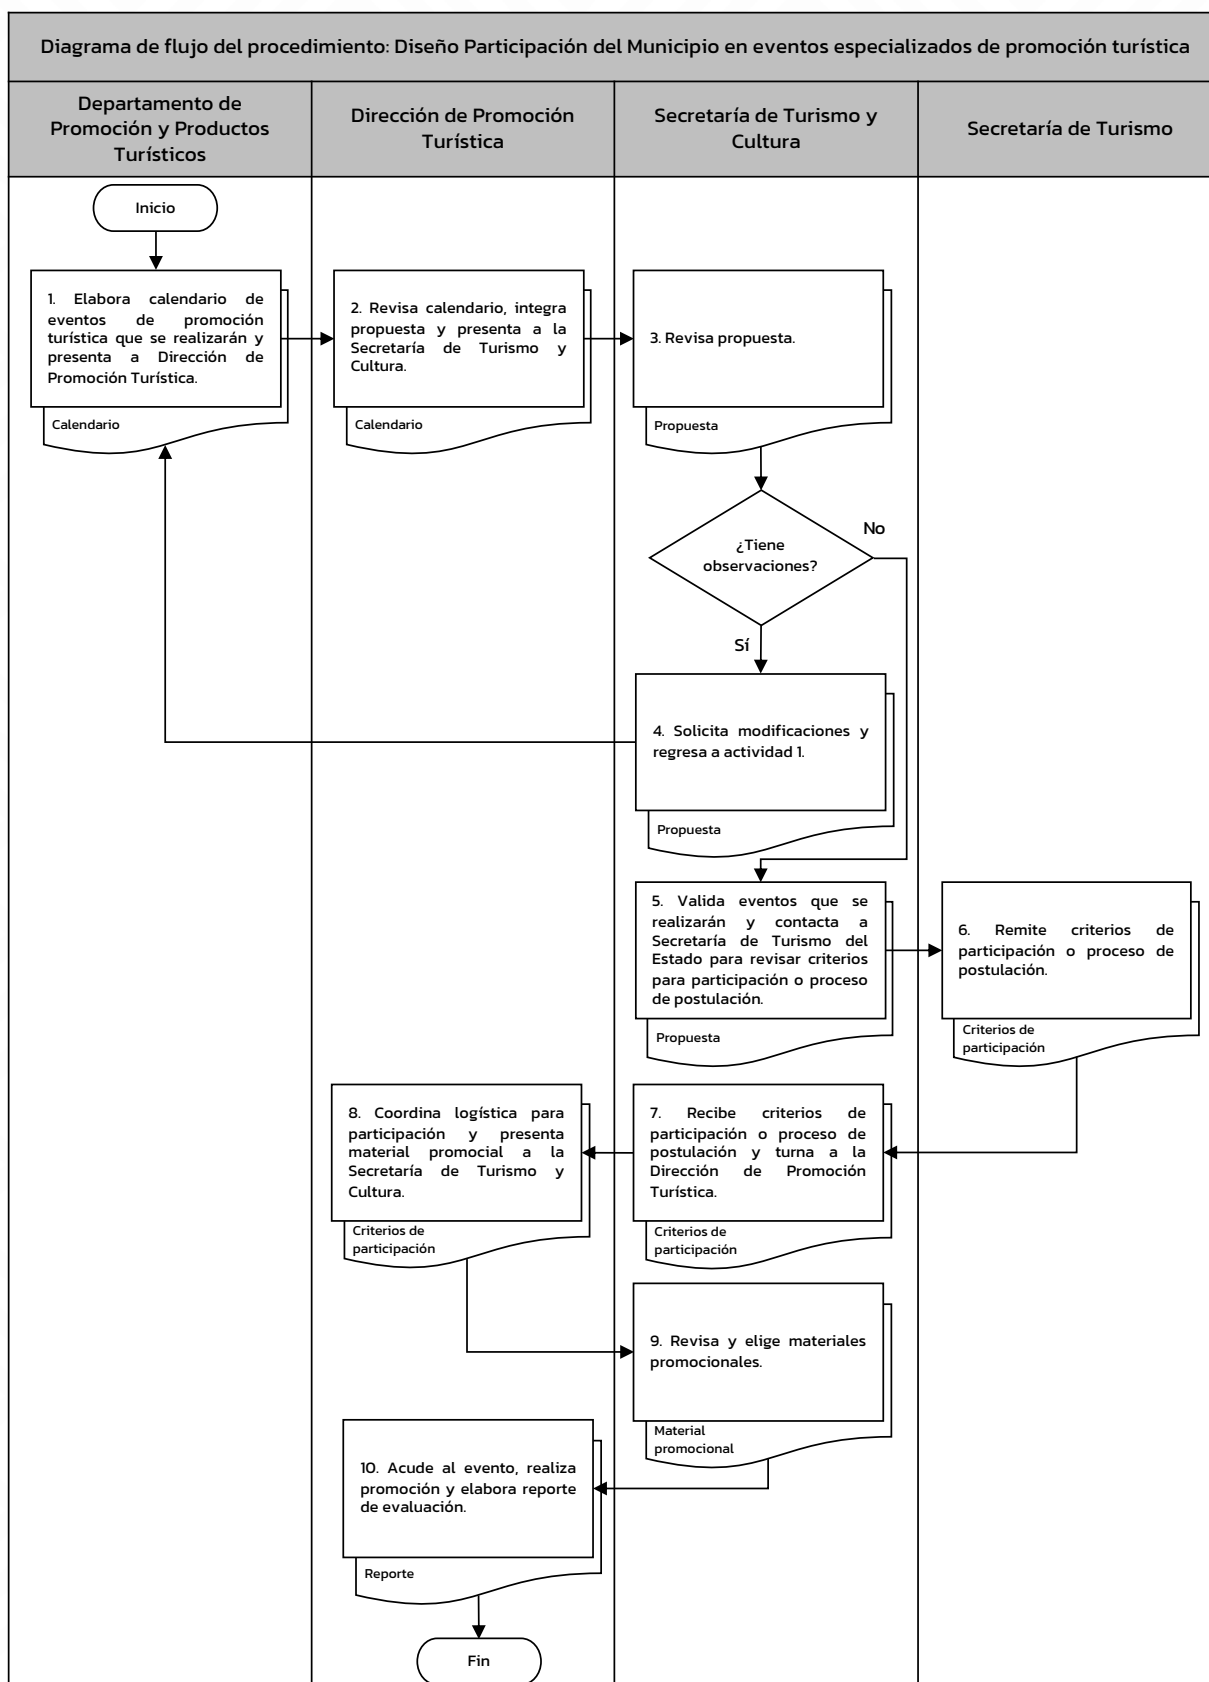 Diagrama de flujo del procedimiento: Diseño Participación del Municipio en eventos especializados de promoción turística
Departamento de
Promoción y Productos
Turísticos
Dirección de Promoción
Turística
Secretaría de Turismo y
Cultura
Secretaría de Turismo
Inicio
1. Elabora calendario de
eventos de promoción
turística que se realizarán y
presenta a Dirección de
Promoción Turística.
Calendario
2. Revisa calendario, integra
propuesta y presenta a la
Secretaría de Turismo y
Cultura.
Calendario
3. Revisa propuesta.
Propuesta
¿Tiene
observaciones?
No
Sí
4. Solicita modificaciones y
regresa a actividad 1.
Propuesta
5. Valida eventos que se
realizarán y contacta a
Secretaría de Turismo del
Estado para revisar criterios
para participación o proceso
de postulación.
Propuesta
6. Remite criterios de
participación o proceso de
postulación.
Criterios de
participación
7. Recibe criterios de
participación o proceso de
postulación y turna a la
Dirección de Promoción
Turística.
Criterios de
participación
8. Coordina logística para
participación y presenta
material promocial a la
Secretaría de Turismo y
Cultura.
Criterios de
participación
9. Revisa y elige materiales
promocionales.
Material
promocional
10. Acude al evento, realiza
promoción y elabora reporte
de evaluación.
Reporte
Fin